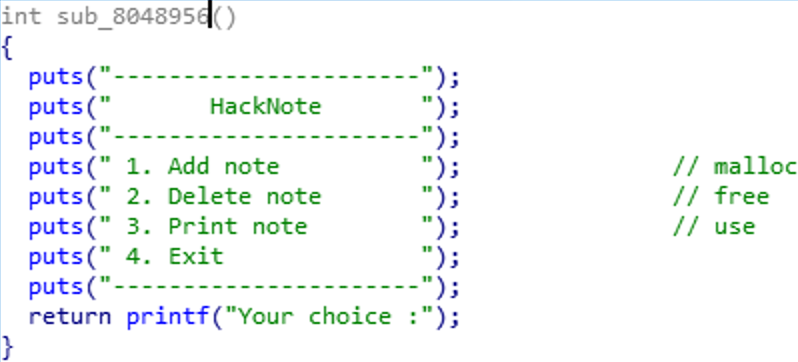 int sub_8048956()
{
  puts("----------------------");
  puts("       HackNote       ");
  puts("----------------------");
  puts(" 1. Add note          ");               // malloc
  puts(" 2. Delete note       ");               // free
  puts(" 3. Print note        ");               // use
  puts(" 4. Exit              ");
  puts("----------------------");
  return printf("Your choice :");
}